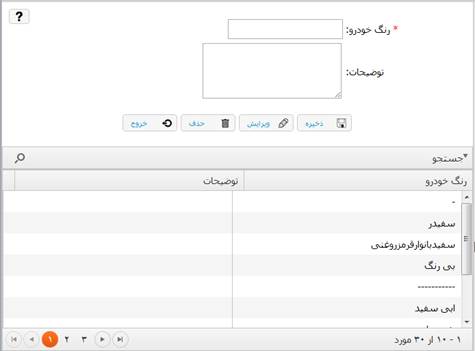 ?
* رنگ خودرو:
توضیحات:
ذخیره ویرایش حذف خروج
جستجو
رنگ خودرو توضیحات
-
سفیدر
سفیدبانوارقرمزروغنی
بی رنگ
-----------
ابی سفید
۱ - ۱۰ از ۳۰ مورد ۳ ۲ ۱